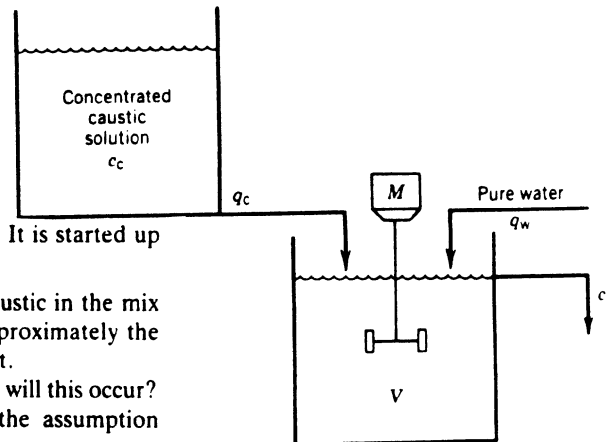 Concentrated
caustic
solution
c_c
q_c
M
Pure water
q_w
It is started up
c
ustic in the mix
proximately the
t.
will this occur?
the assumption
V